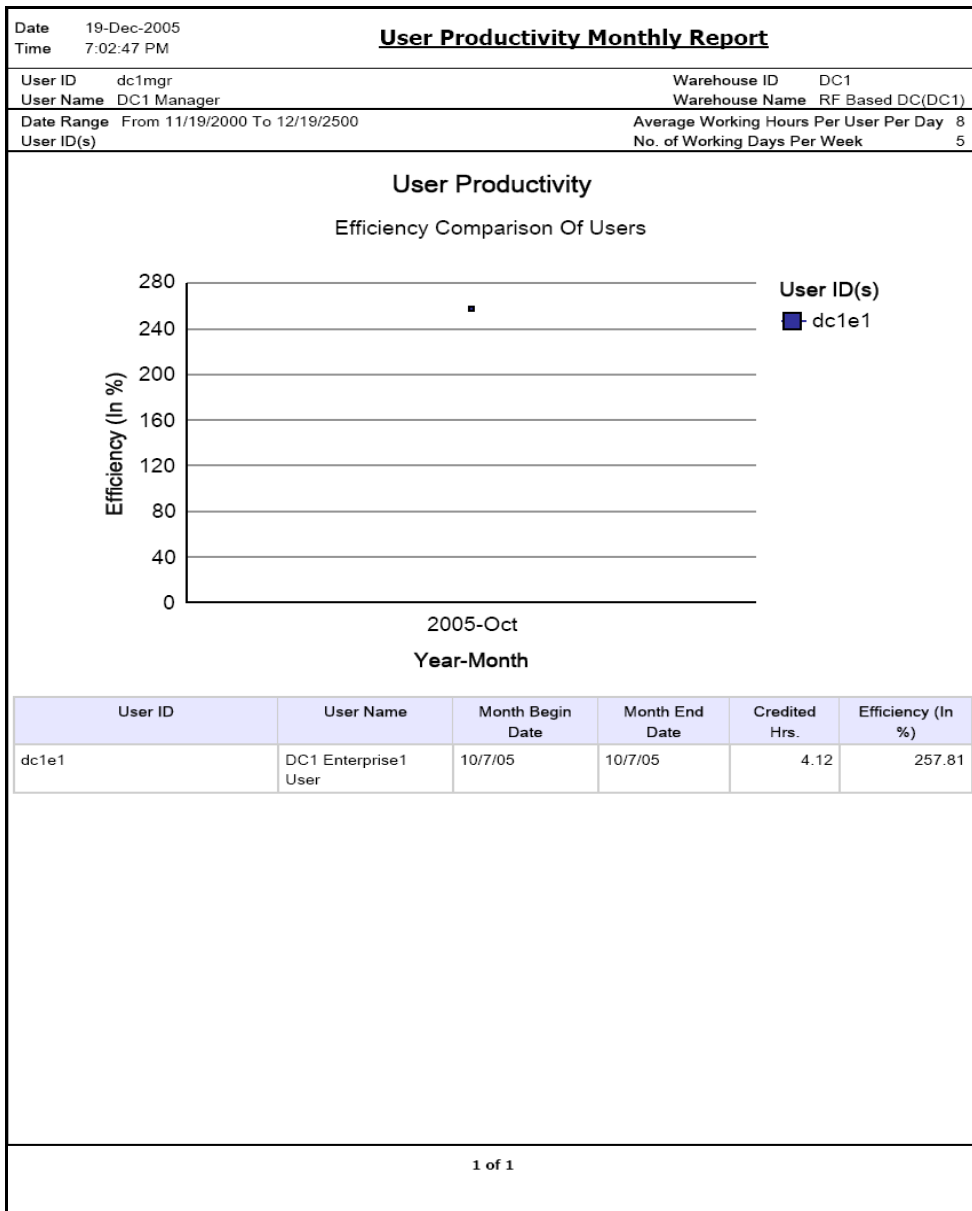 Date 19-Dec-2005
Time 7:02:47 PM
User Productivity Monthly Report
User ID dc1mgr
Warehouse ID DC1
User Name DC1 Manager
Warehouse Name RF Based DC(DC1)
Date Range From 11/19/2000 To 12/19/2500
Average Working Hours Per User Per Day 8
User ID(s)
No. of Working Days Per Week 5
User Productivity
Efficiency Comparison Of Users
280
240
200
160
120
80
40
0
Efficiency (In %)
User ID(s)
dc1e1
2005-Oct
Year-Month
User ID User Name Month Begin Date Month End Date Credited Hrs. Efficiency (In %)
dc1e1 DC1 Enterprise1 User 10/7/05 10/7/05 4.12 257.81
1 of 1